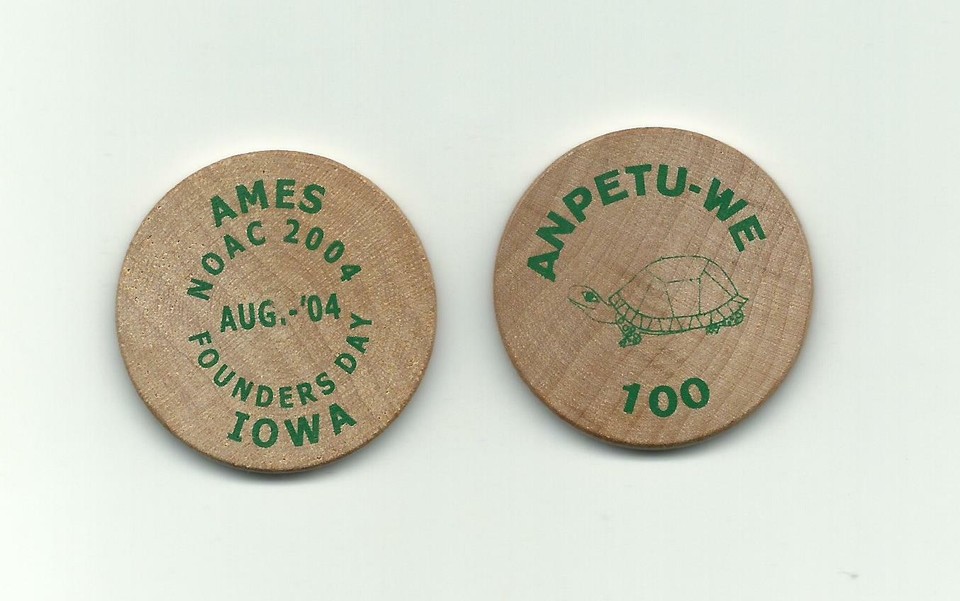 AMES
NOAC 2004
AUG.-'04
FOUNDERS DAY
IOWA
ANPETU-WE
100